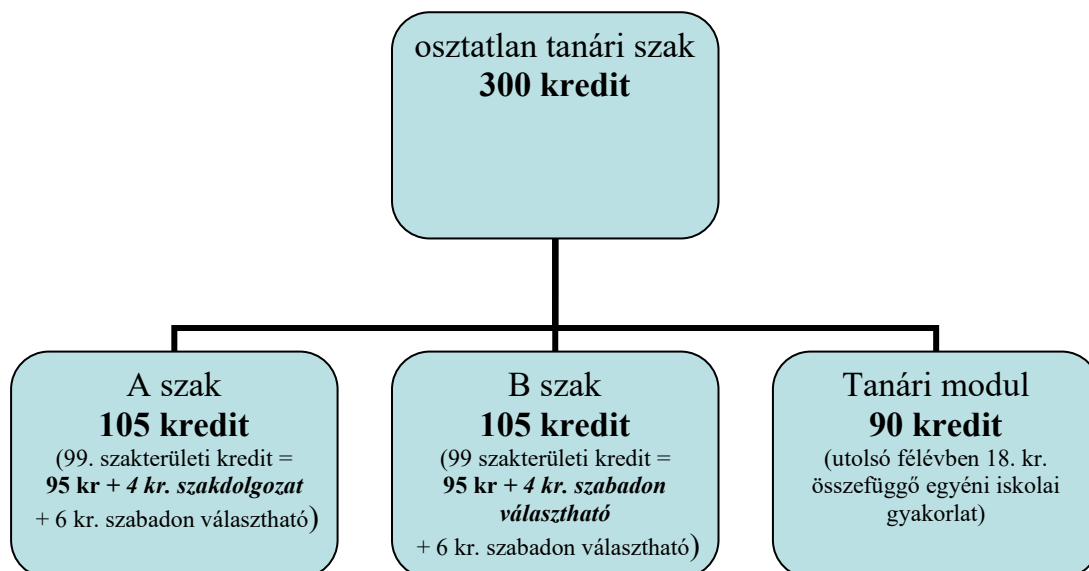 osztatlan tanári szak
300 kredit
A szak
105 kredit
(99. szakterületi kredit =
95 kr + 4 kr. szakdolgozat
+ 6 kr. szabadon választható)
B szak
105 kredit
(99 szakterületi kredit =
95 kr + 4 kr. szabadon
választható
+ 6 kr. szabadon választható)
Tanári modul
90 kredit
(utolsó félévben 18. kr.
összefüggő egyéni iskolai
gyakorlat)